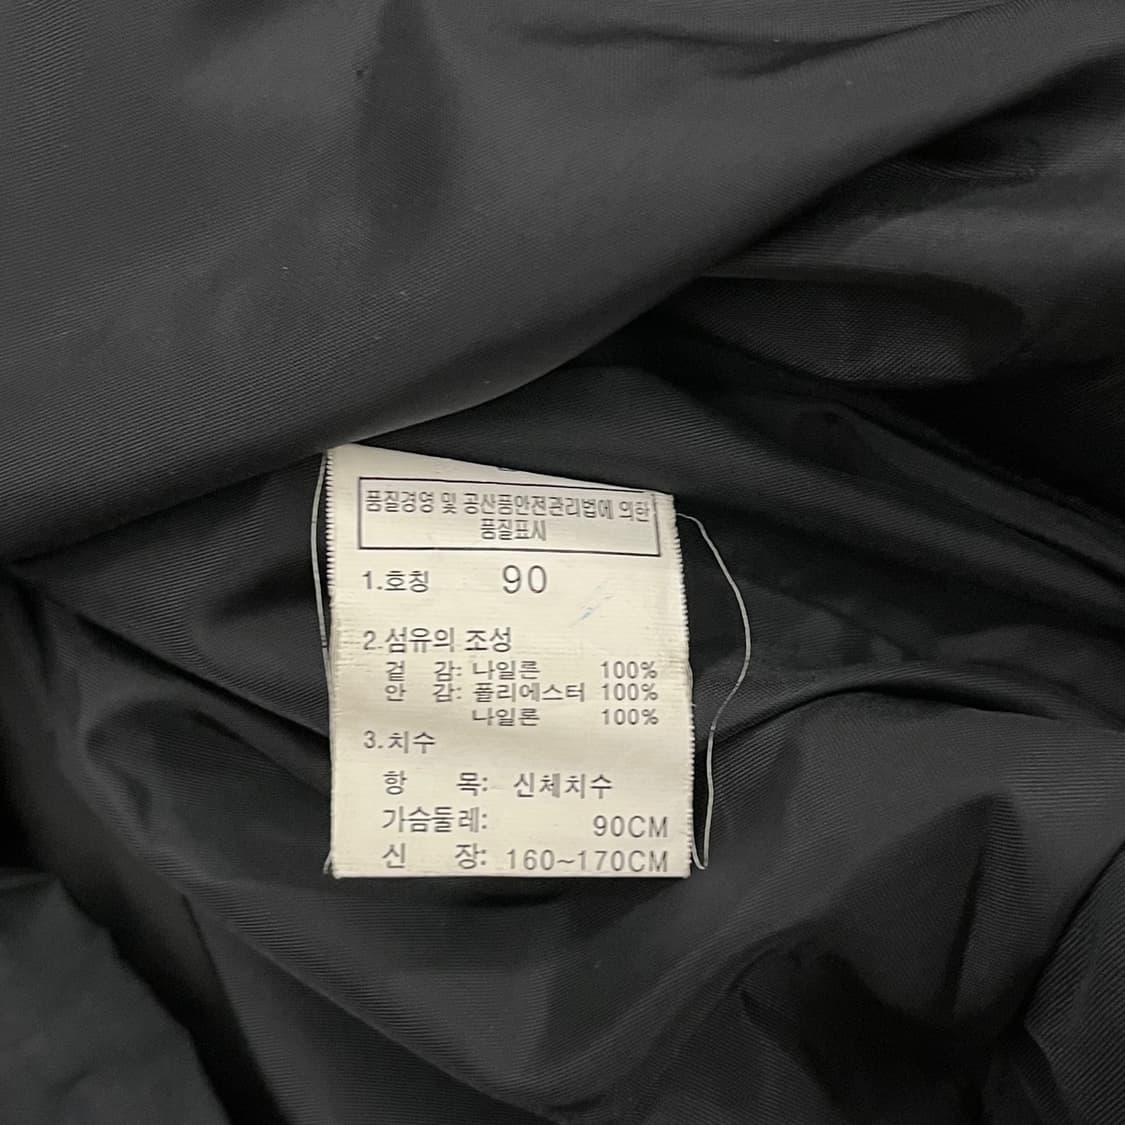 품질경영 및 공산품안전관리법에 의한
품질표시
1.호칭 90
2.섬유의 조성
겉 감: 나일론 100%
안 감: 폴리에스터 100%
나일론 100%
3.치수
항 목: 신체치수
가슴둘레: 90CM
신 장: 160~170CM